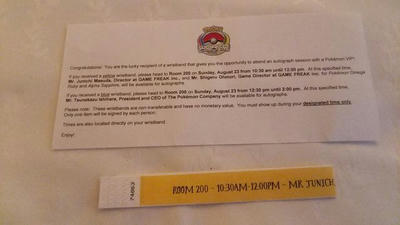 Congratulations! You are the lucky recipient of a wristband that gives you the opportunity to attend an autograph session with a Pokémon VIP!
If you received a yellow wristband, please head to Room 200 on Sunday, August 23 from 10:30 am until 12:00 pm. At this specified time,
Mr. Junichi Masuda, Director at GAME FREAK inc., and Mr. Shigeru Ohmori, Game Director at GAME FREAK inc. for Pokémon Omega
Ruby and Alpha Sapphire, will be available for autographs.
If you received a blue wristband, please head to Room 200 on Sunday, August 23 from 12:30 pm until 2:00 pm. At this specified time,
Mr. Tsunekazu Ishihara, President and CEO of The Pokémon Company will be available for autographs.
Please note: These wristbands are non-transferable and have no monetary value. You must show up during your designated time only.
Only one item will be signed by each person.
Times are also located directly on your wristband.
Enjoy!
74063
ROOM 200 - 10:30AM-12:00PM - MR JUNICH